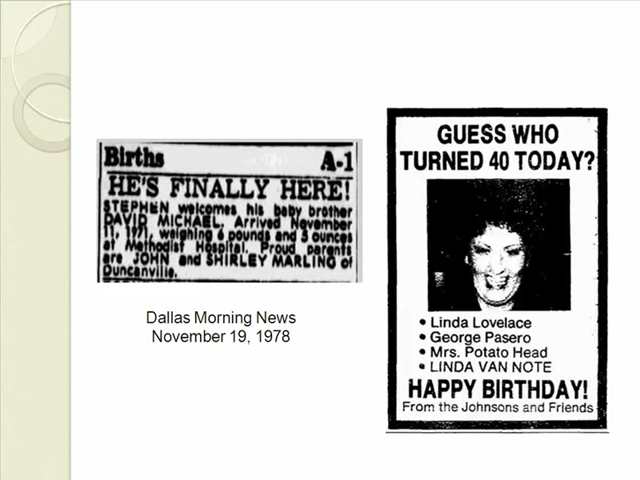 Births A-1
HE'S FINALLY HERE!
STEPHEN welcomes his baby brother
DAVID MICHAEL. Arrived November
11, 1971, weighing 6 pounds and 5 ounces
at Methodist Hospital. Proud parents
are JOHN and SHIRLEY MARLING of
Duncanville.
Dallas Morning News
November 19, 1978
GUESS WHO
TURNED 40 TODAY?
• Linda Lovelace
• George Pasero
• Mrs. Potato Head
• LINDA VAN NOTE
HAPPY BIRTHDAY!
From the Johnsons and Friends